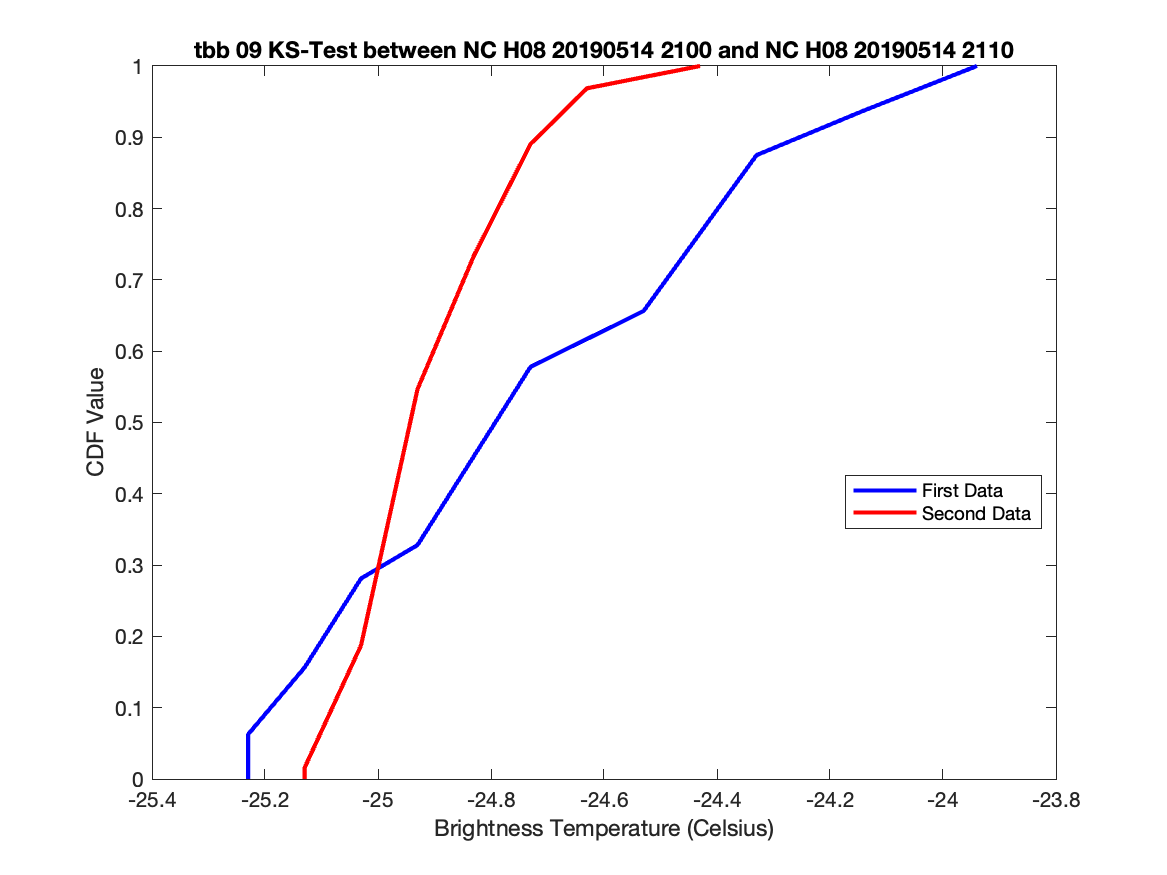 tbb 09 KS-Test between NC H08 20190514 2100 and NC H08 20190514 2110
1
0.9
0.8
0.7
0.6
0.5
0.4
0.3
0.2
0.1
0
CDF Value
First Data
Second Data
-25.4 -25.2 -25 -24.8 -24.6 -24.4 -24.2 -24 -23.8
Brightness Temperature (Celsius)